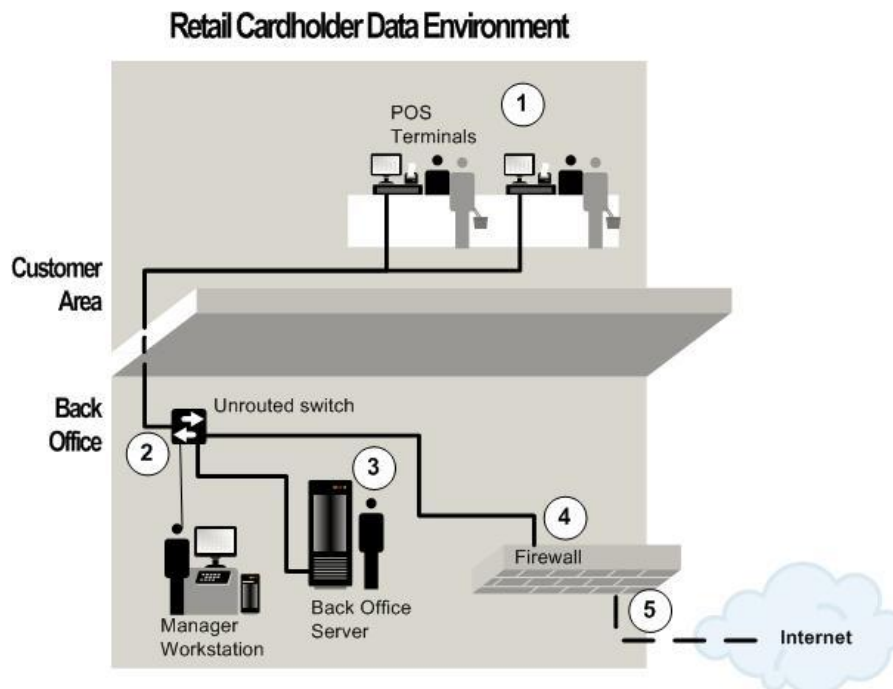 Retail Cardholder Data Environment
1
POS
Terminals
Customer
Area
Back
Office
Unrouted switch
2
3
4
Firewall
5
Internet
Manager
Workstation
Back Office
Server